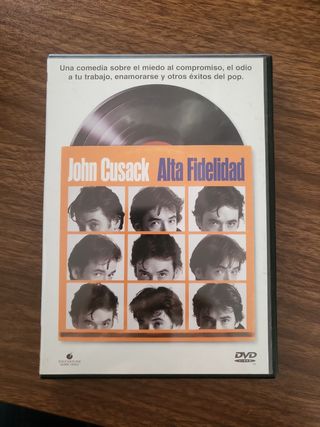 Una comedia sobre el miedo al compromiso, el odio
a tu trabajo, enamorarse y otros éxitos del pop.
John Cusack Alta Fidelidad
DVD
VIDEO